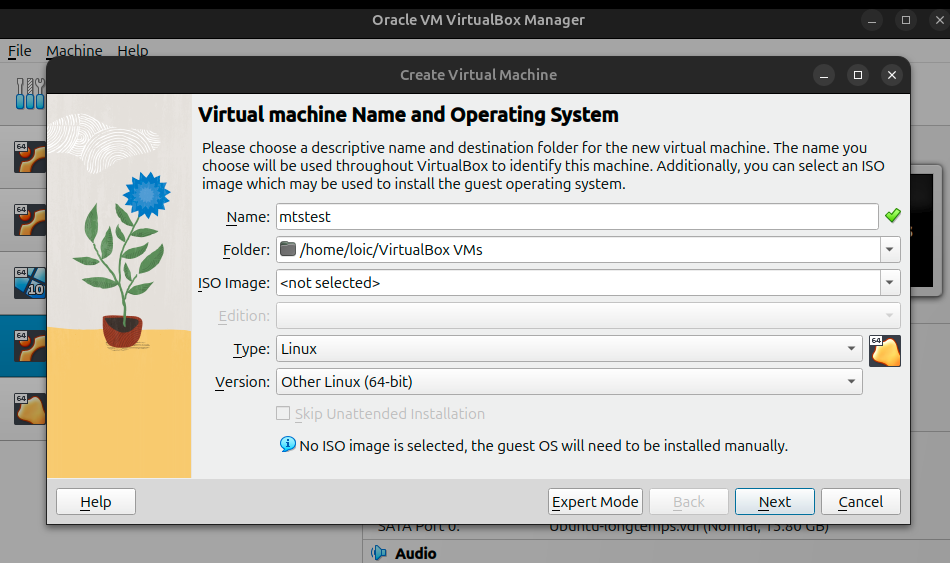 Oracle VM VirtualBox Manager
File Machine Help
Create Virtual Machine
Virtual machine Name and Operating System
Please choose a descriptive name and destination folder for the new virtual machine. The name you
choose will be used throughout VirtualBox to identify this machine. Additionally, you can select an ISO
image which may be used to install the guest operating system.
Name: mtstest
Folder: /home/loic/VirtualBox VMs
ISO Image: <not selected>
Edition:
Type: Linux
64
Version: Other Linux (64-bit)
Skip Unattended Installation
No ISO image is selected, the guest OS will need to be installed manually.
Help Expert Mode Back Next Cancel
64
64
64
10
64
64
SATA Port 0: Ubuntu-longtemps.vdi (Normal, 15.80 GB)
Audio